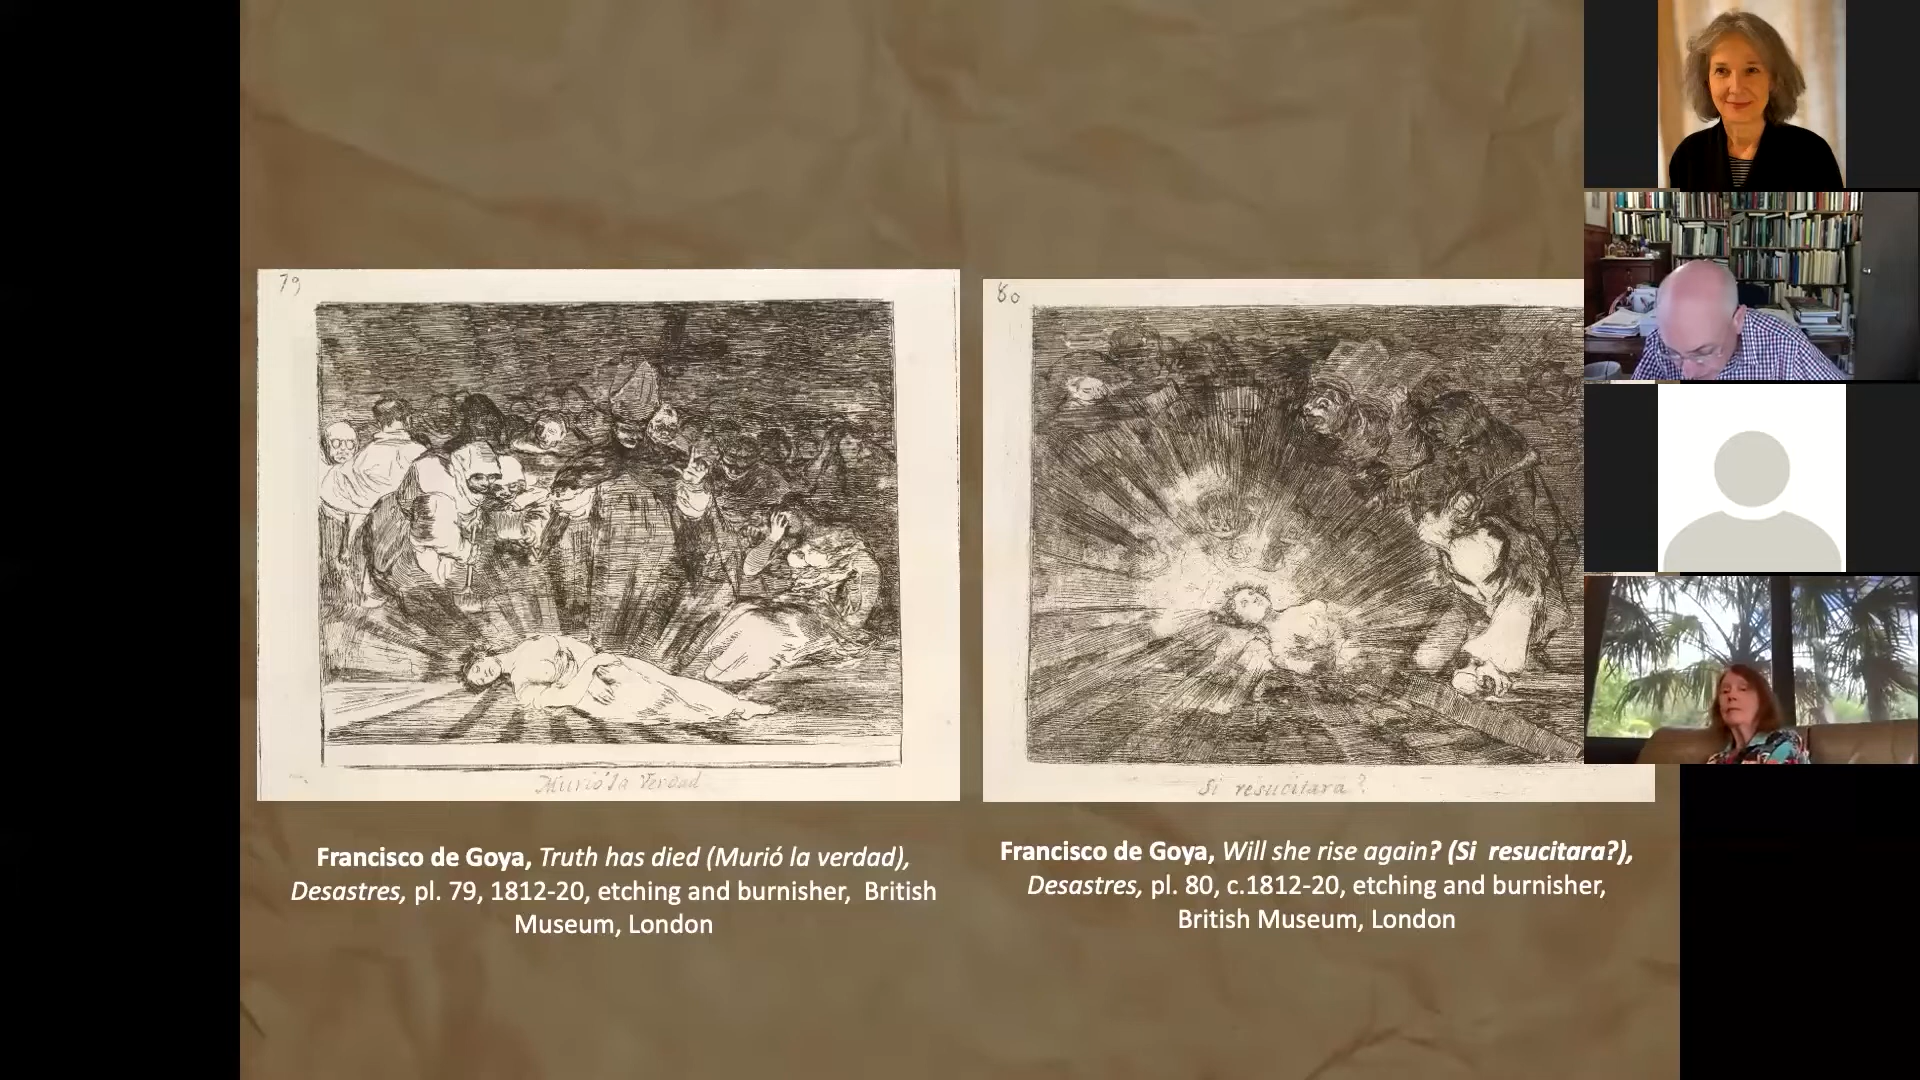 79
Murió la Verdad
80
Si resucitara?
Francisco de Goya, Truth has died (Murió la verdad),
Desastres, pl. 79, 1812-20, etching and burnisher, British
Museum, London
Francisco de Goya, Will she rise again? (Si resucitara?),
Desastres, pl. 80, c.1812-20, etching and burnisher,
British Museum, London